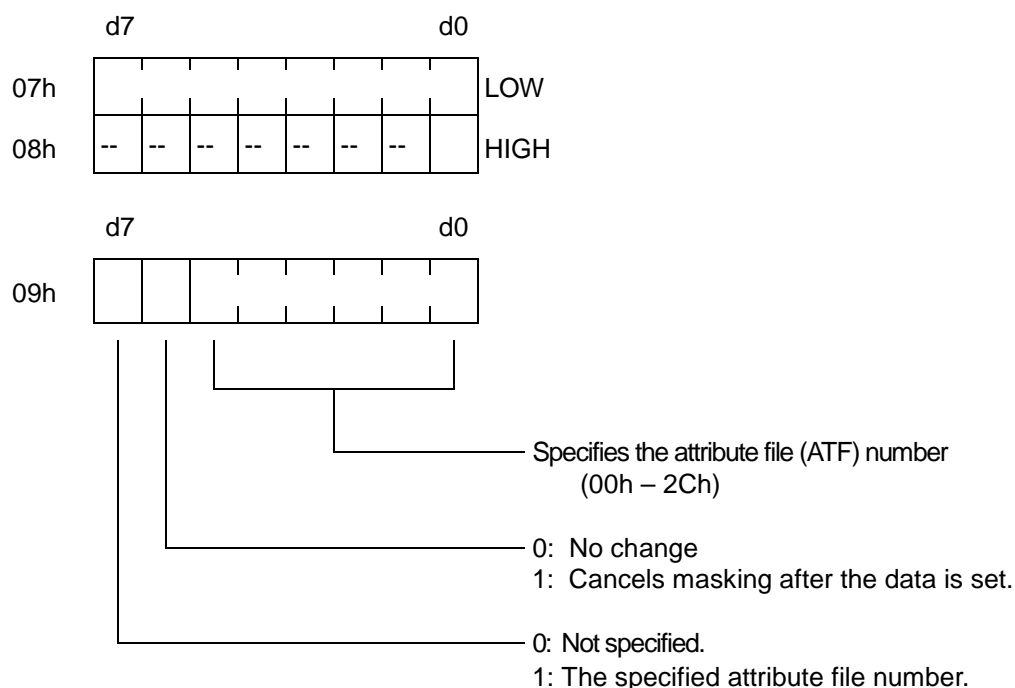 d7 d0
07h LOW
08h -- -- -- -- -- -- -- HIGH
d7 d0
09h
Specifies the attribute file (ATF) number
(00h – 2Ch)
0: No change
1: Cancels masking after the data is set.
0: Not specified.
1: The specified attribute file number.